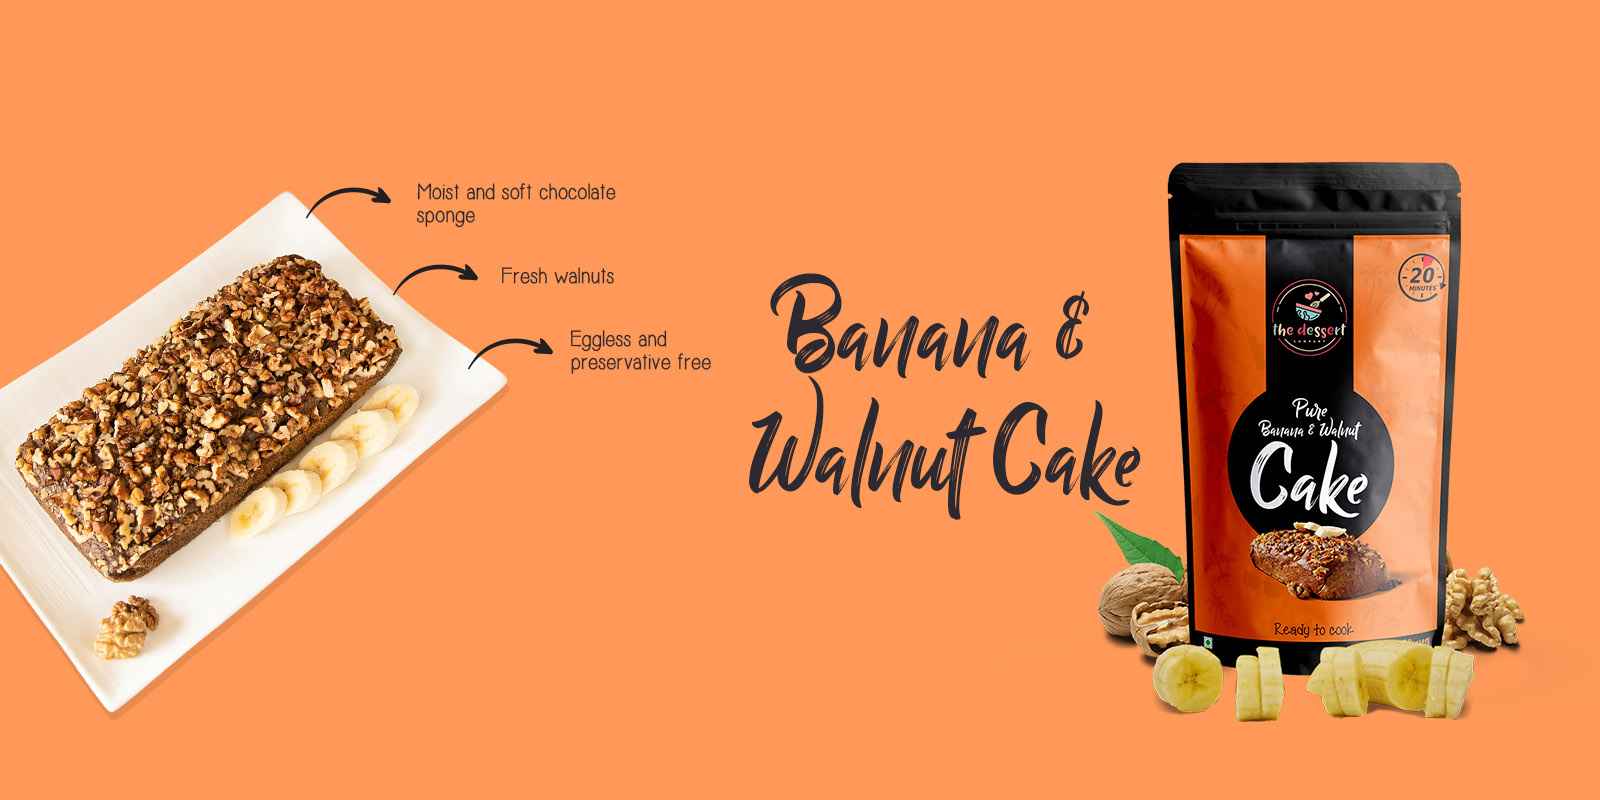 Moist and soft chocolate
sponge
Fresh walnuts
Eggless and
preservative free
Banana &
Walnut Cake
20
MINUTES
the dessert
COMPANY
Pure
Banana & Walnut
Cake
Ready to cook